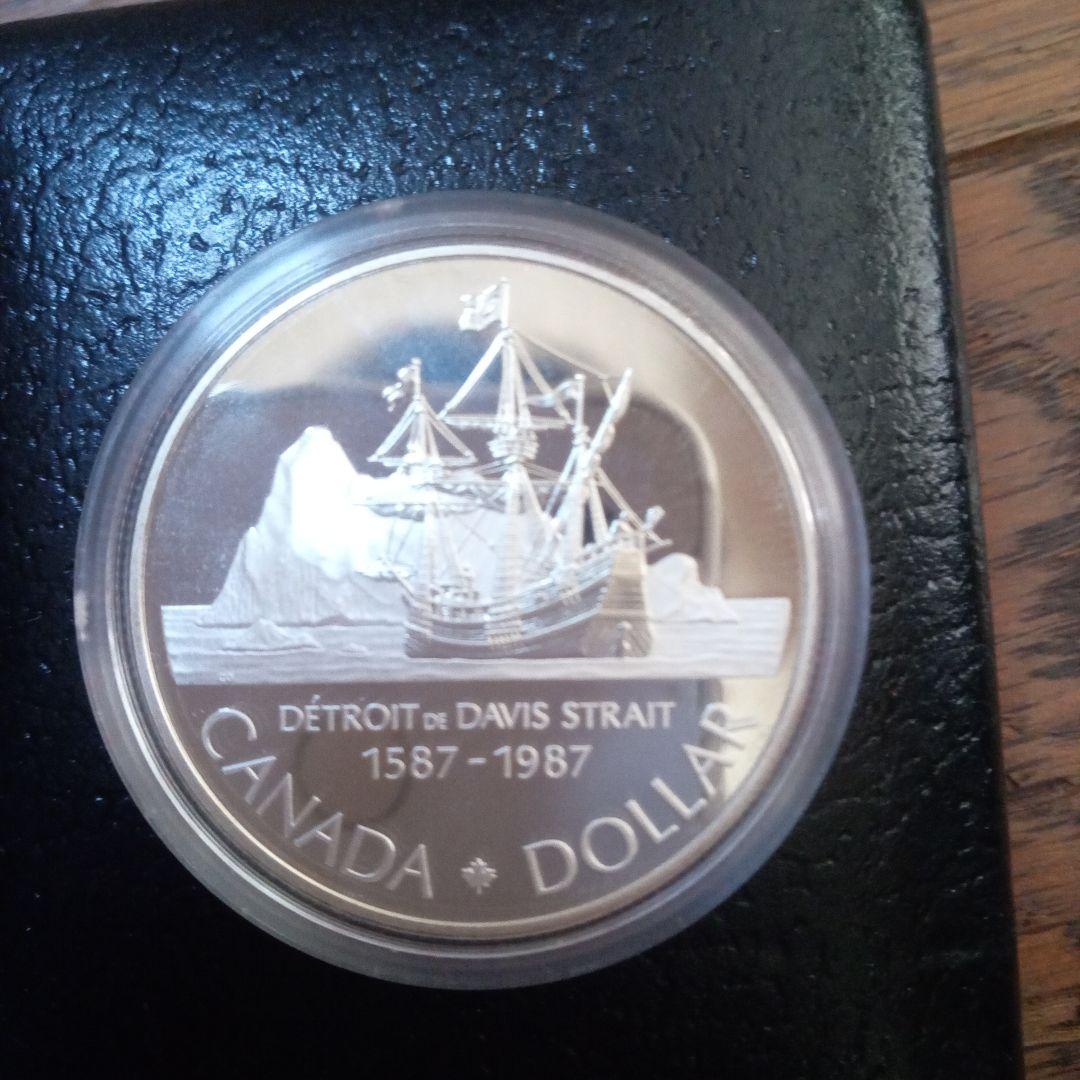 DÉTROIT DE DAVIS STRAIT
1587-1987
CANADA DOLLAR